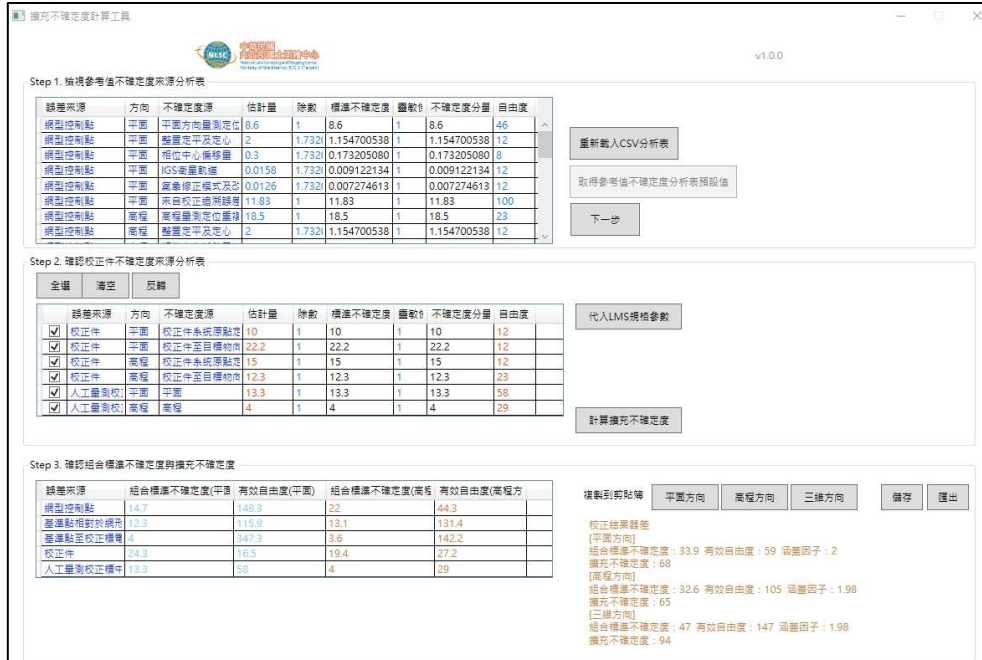 擴充不確定度計算工具
NLSC 中華民國
內政部國土測繪中心
v1.0.0
Step 1. 檢視參考值不確定度來源分析表
誤差來源 方向 不確定度源 估計量 除數 標準不確定度 靈敏 不確定度分量 自由度
網型控制點 平面 平面方向量測定位 8.6 1 8.6 1 8.6 46
網型控制點 平面 整置定平及定心 2 1.732 1.154700538 1 1.154700538 12
網型控制點 平面 相位中心偏移量 0.3 1.732 0.173205080 1 0.173205080 8
網型控制點 平面 IGS衛星軌道 0.0158 1.732 0.009122134 1 0.009122134 12
網型控制點 平面 氣象修正模式及改 0.0126 1.732 0.007274613 1 0.007274613 12
網型控制點 平面 來自校正追溯誤差 11.83 1 11.83 1 11.83 100
網型控制點 高程 高程量測定位重複 18.5 1 18.5 1 18.5 23
網型控制點 高程 整置定平及定心 2 1.732 1.154700538 1 1.154700538 12
重新載入CSV分析表
取得參考值不確定度分析表預設值
下一步
Step 2. 確認校正件不確定度來源分析表
全選 清空 反轉
誤差來源 方向 不確定度源 估計量 除數 標準不確定度 靈敏 不確定度分量 自由度
校正件 平面 校正件系統原點定 10 1 10 1 10 12
校正件 平面 校正件至目標物向 22.2 1 22.2 1 22.2 12
校正件 高程 校正件系統原點定 15 1 15 1 15 12
校正件 高程 校正件至目標物向 12.3 1 12.3 1 12.3 23
人工量測校 平面 平面 13.3 1 13.3 1 13.3 58
人工量測校 高程 高程 4 1 4 1 4 29
代入LMS規格參數
計算擴充不確定度
Step 3. 確認組合標準不確定度與擴充不確定度
誤差來源 組合標準不確定度(平面 有效自由度(平面) 組合標準不確定度(高程 有效自由度(高程方
網型控制點 14.7 148.3 22 44.3
基準點相對於網形 12.3 115.9 13.1 131.4
基準點至校正標 4 347.3 3.6 142.2
校正件 24.3 16.5 19.4 27.2
人工量測校正標中 13.3 58 4 29
複製到剪貼簿 平面方向 高程方向 三維方向 儲存 匯出
校正結果器差
[平面方向]
組合標準不確定度：33.9 有效自由度：59 涵蓋因子：2
擴充不確定度：68
[高程方向]
組合標準不確定度：32.6 有效自由度：105 涵蓋因子：1.98
擴充不確定度：65
[三維方向]
組合標準不確定度：47 有效自由度：147 涵蓋因子：1.98
擴充不確定度：94